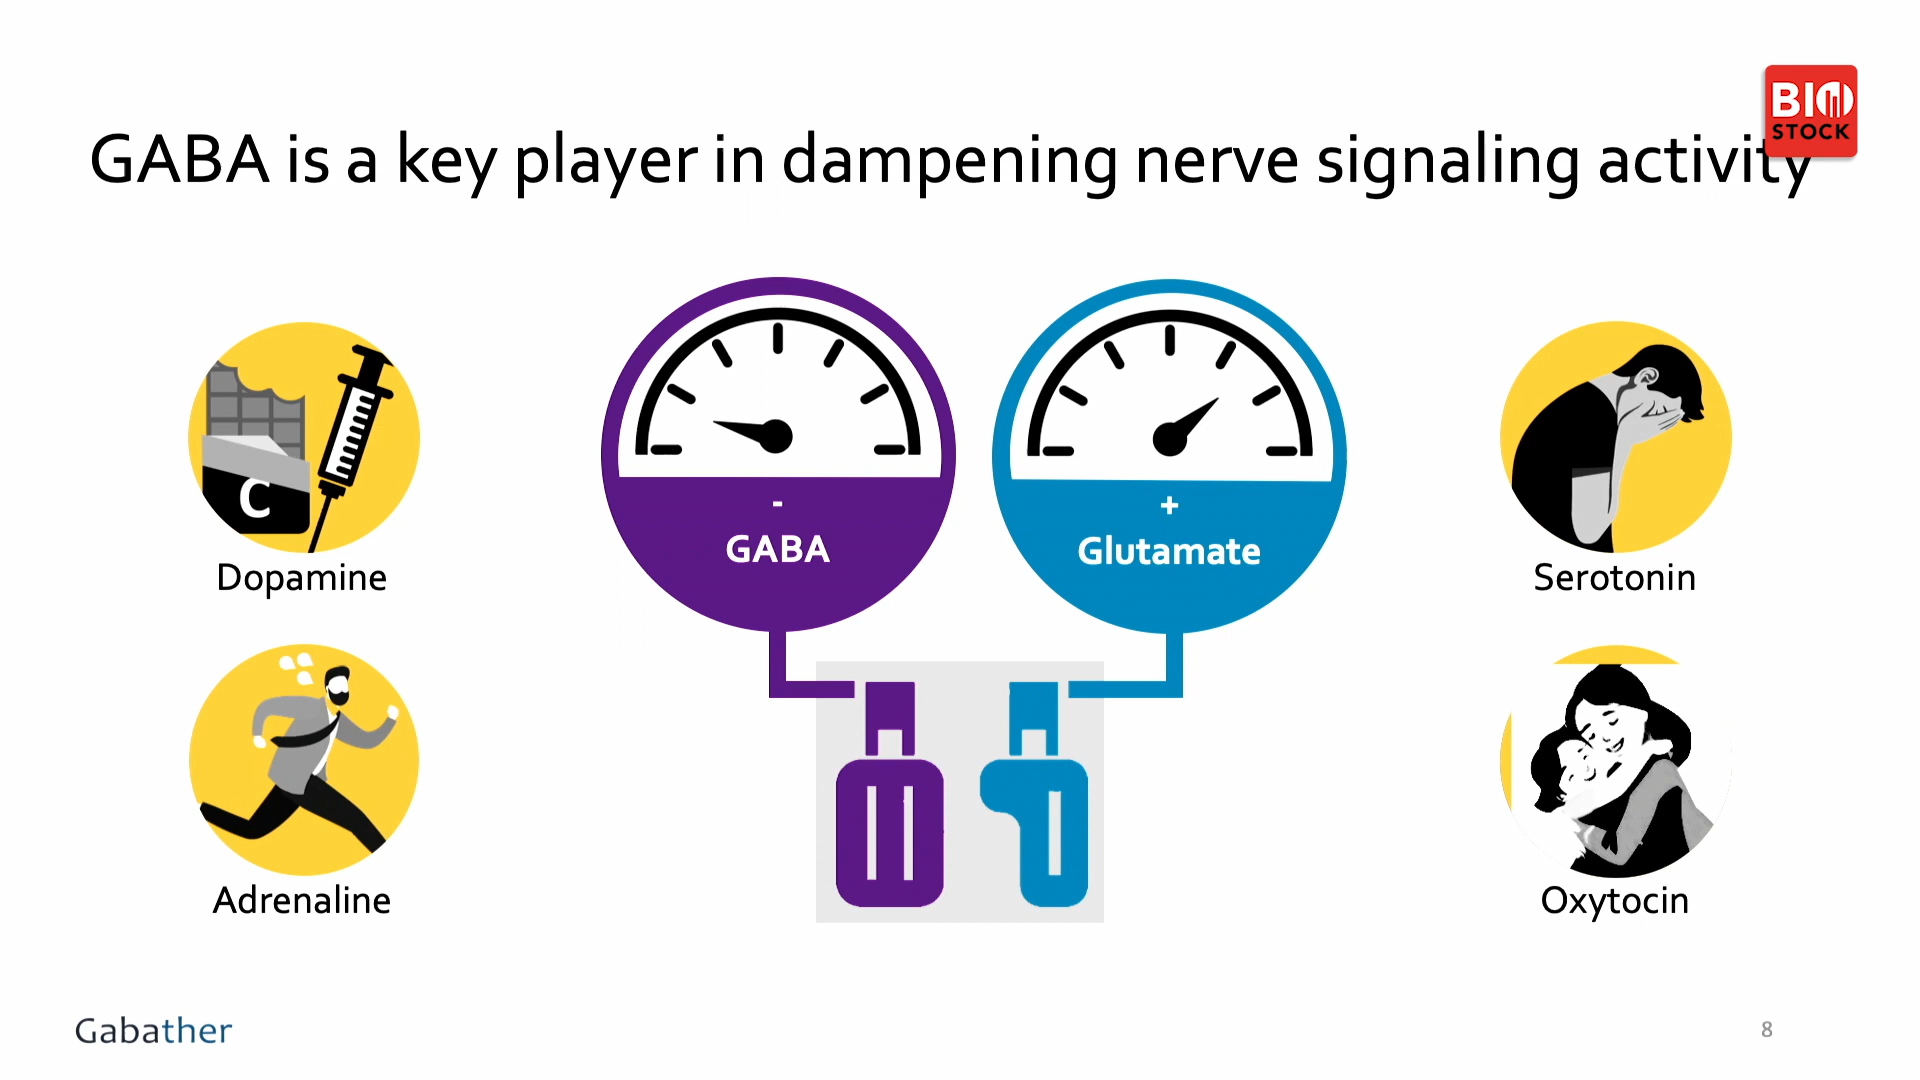 BIO
STOCK
GABA is a key player in dampening nerve signaling activity
-
GABA
+
Glutamate
C
Dopamine
Serotonin
Adrenaline
Oxytocin
Gabather
8